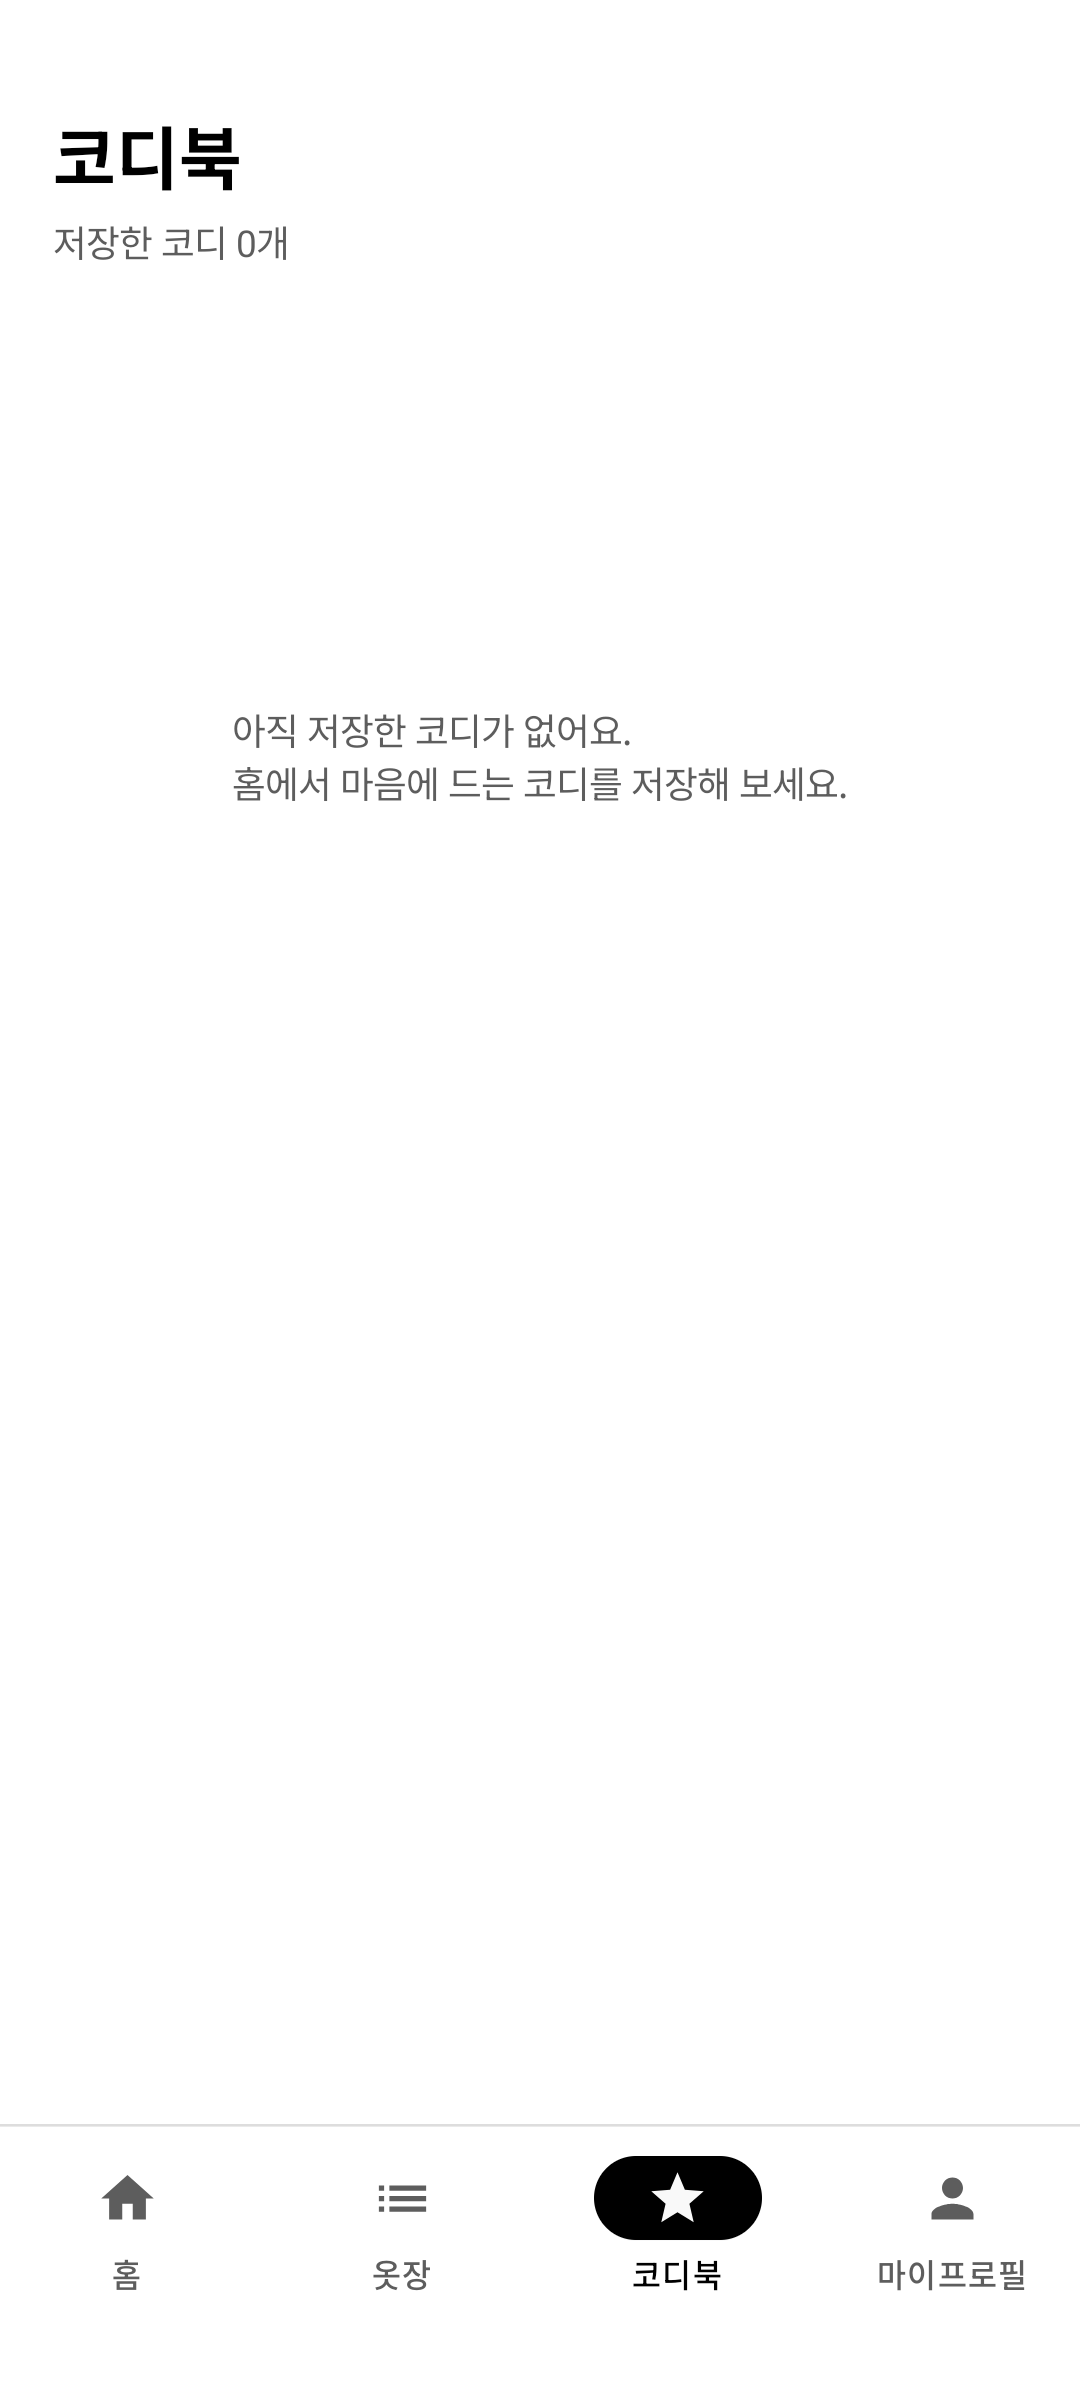 코디북
저장한 코디 0개
아직 저장한 코디가 없어요.
홈에서 마음에 드는 코디를 저장해 보세요.
홈
옷장
코디북
마이프로필